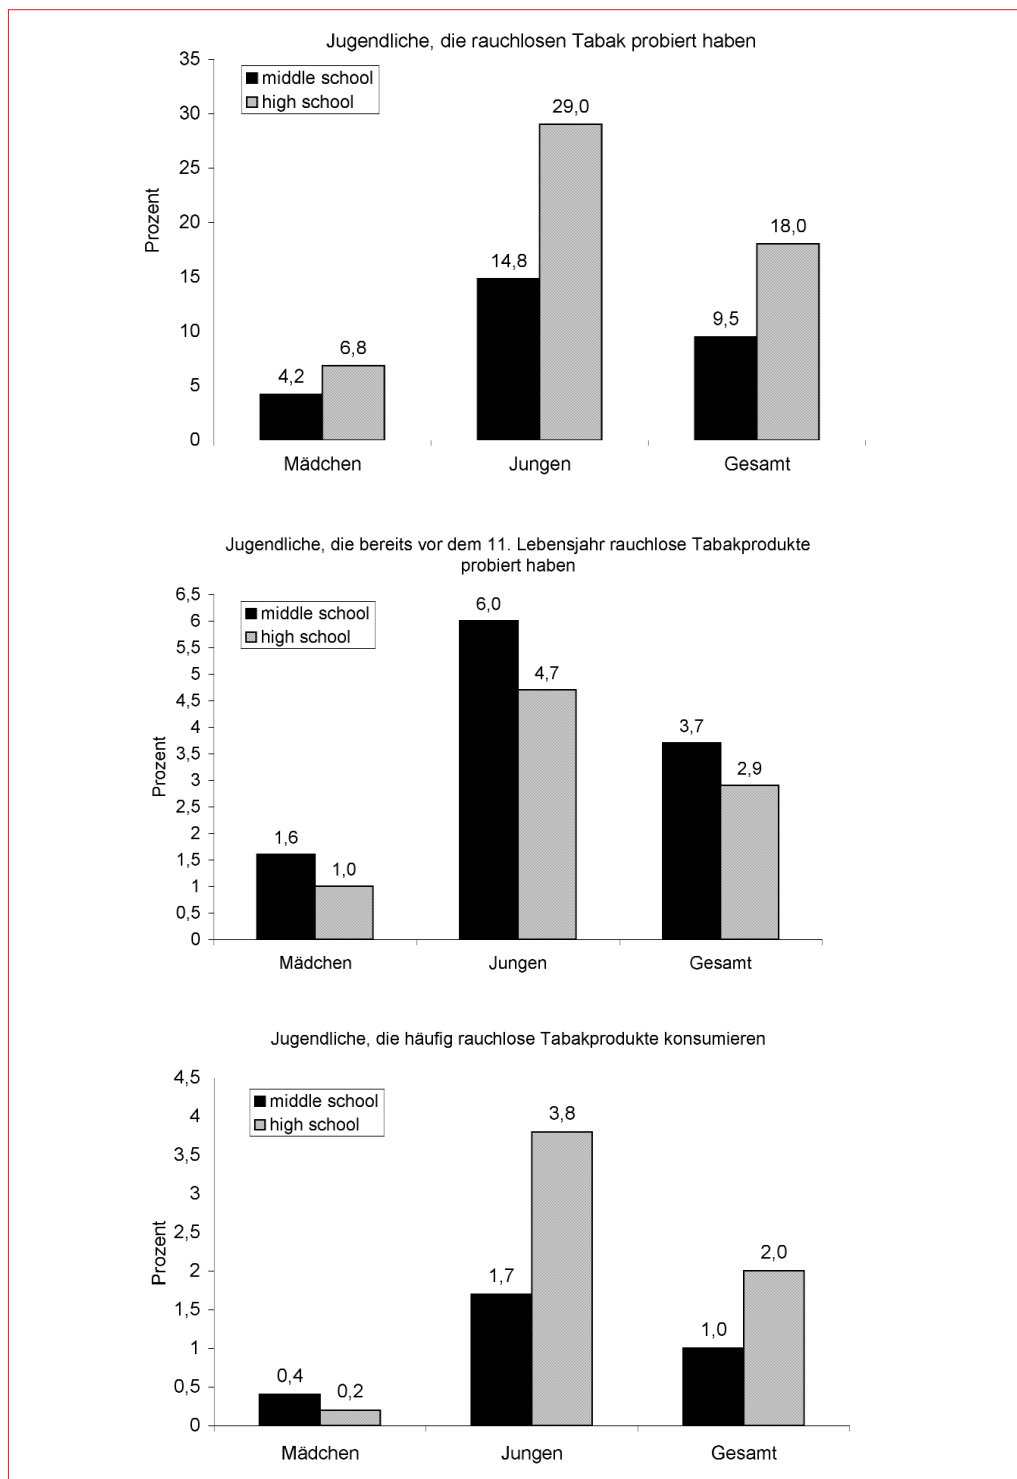 Jugendliche, die rauchlosen Tabak probiert haben
35
30
25
20
15
10
5
0
Prozent
middle school
high school
4,2
6,8
14,8
29,0
9,5
18,0
Mädchen
Jungen
Gesamt
Jugendliche, die bereits vor dem 11. Lebensjahr rauchlose Tabakprodukte
probiert haben
6,5
6
5,5
5
4,5
4
3,5
3
2,5
2
1,5
1
0,5
0
Prozent
middle school
high school
1,6
1,0
6,0
4,7
3,7
2,9
Mädchen
Jungen
Gesamt
Jugendliche, die häufig rauchlose Tabakprodukte konsumieren
4,5
4
3,5
3
2,5
2
1,5
1
0,5
0
Prozent
middle school
high school
0,4
0,2
1,7
3,8
1,0
2,0
Mädchen
Jungen
Gesamt